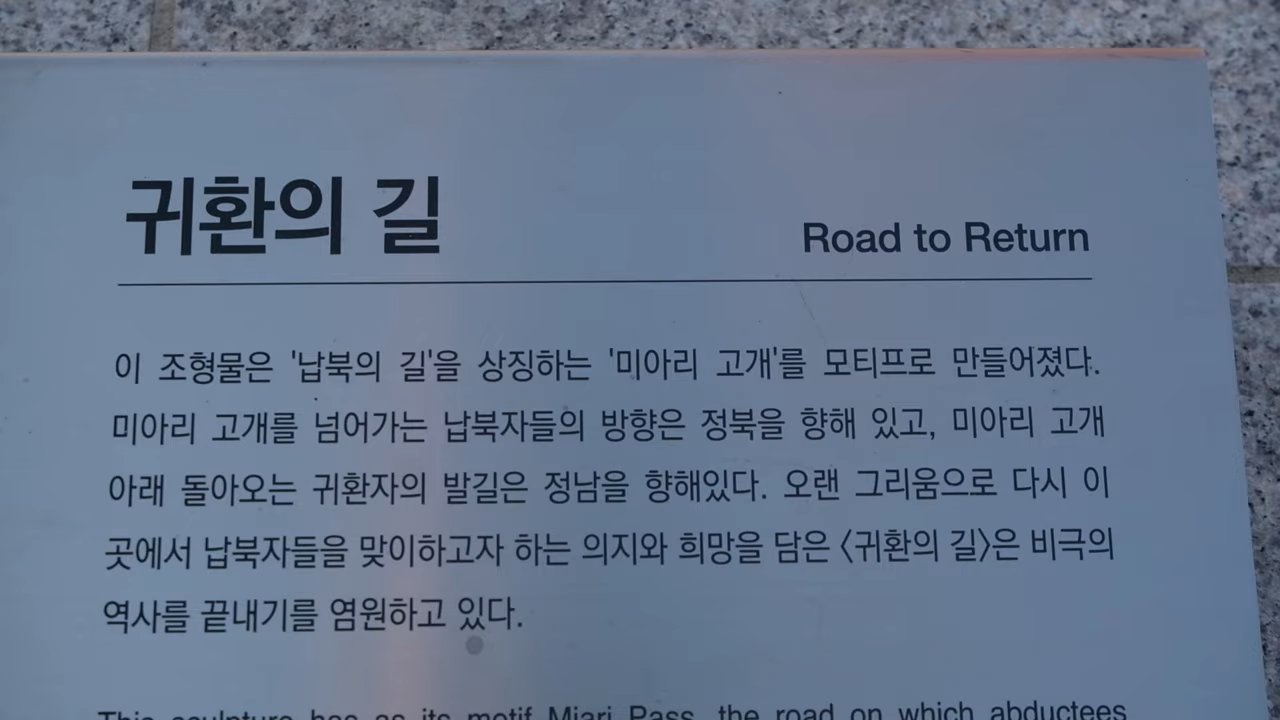 귀환의 길
Road to Return
이 조형물은 '납북의 길'을 상징하는 '미아리 고개'를 모티프로 만들어졌다.
미아리 고개를 넘어가는 납북자들의 방향은 정북을 향해 있고, 미아리 고개
아래 돌아오는 귀환자의 발길은 정남을 향해있다. 오랜 그리움으로 다시 이
곳에서 납북자들을 맞이하고자 하는 의지와 희망을 담은 〈귀환의 길〉은 비극의
역사를 끝내기를 염원하고 있다.
This sculpture has as its motif Miari Pass, the road on which abductees